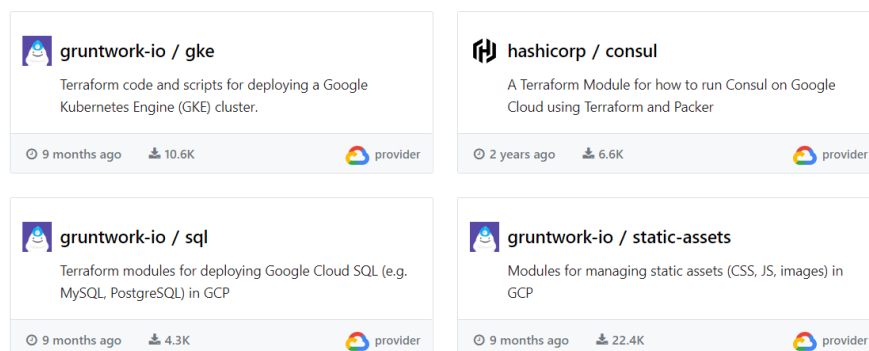 gruntwork-io / gke
Terraform code and scripts for deploying a Google
Kubernetes Engine (GKE) cluster.
9 months ago 10.6K provider
hashicorp / consul
A Terraform Module for how to run Consul on Google
Cloud using Terraform and Packer
2 years ago 6.6K provider
gruntwork-io / sql
Terraform modules for deploying Google Cloud SQL (e.g.
MySQL, PostgreSQL) in GCP
9 months ago 4.3K provider
gruntwork-io / static-assets
Modules for managing static assets (CSS, JS, images) in
GCP
9 months ago 22.4K provider